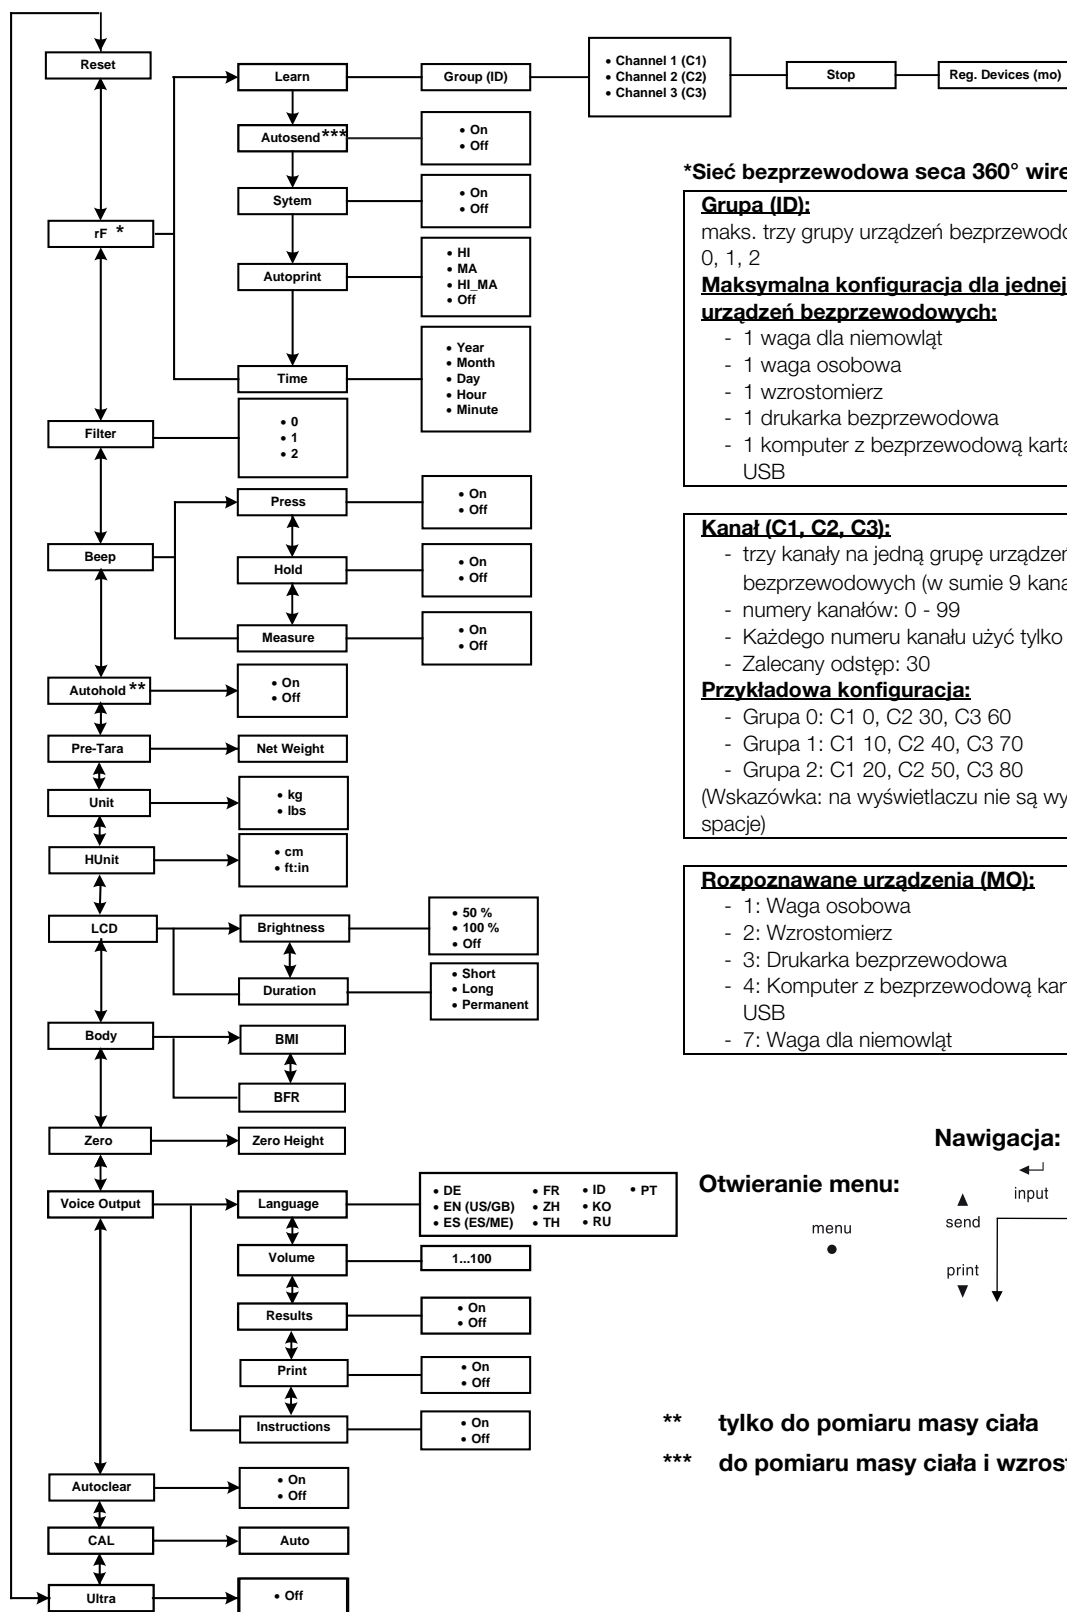 Reset
Learn
Group (ID)
• Channel 1 (C1)
• Channel 2 (C2)
• Channel 3 (C3)
Stop
Reg. Devices (mo)
Autosend ***
• On
• Off
Sytem
• On
• Off
rF *
Autoprint
• HI
• MA
• HI_MA
• Off
Time
• Year
• Month
• Day
• Hour
• Minute
Filter
• 0
• 1
• 2
Beep
Press
• On
• Off
Hold
• On
• Off
Measure
• On
• Off
Autohold **
• On
• Off
Pre-Tara
Net Weight
Unit
• kg
• lbs
HUnit
• cm
• ft:in
LCD
Brightness
• 50 %
• 100 %
• Off
Duration
• Short
• Long
• Permanent
Body
BMI
BFR
Zero
Zero Height
Voice Output
Language
• DE • FR • ID • PT
• EN (US/GB) • ZH • KO
• ES (ES/ME) • TH • RU
Volume
1...100
Results
• On
• Off
Print
• On
• Off
Instructions
• On
• Off
Autoclear
• On
• Off
CAL
Auto
Ultra
• Off
*Sieć bezprzewodowa seca 360° wire
Grupa (ID):
maks. trzy grupy urządzeń bezprzewodo
0, 1, 2
Maksymalna konfiguracja dla jednej
urządzeń bezprzewodowych:
- 1 waga dla niemowląt
- 1 waga osobowa
- 1 wzrostomierz
- 1 drukarka bezprzewodowa
- 1 komputer z bezprzewodową kartą
USB
Kanał (C1, C2, C3):
- trzy kanały na jedną grupę urządzeń
bezprzewodowych (w sumie 9 kana
- numery kanałów: 0 - 99
- Każdego numeru kanału użyć tylko
- Zalecany odstęp: 30
Przykładowa konfiguracja:
- Grupa 0: C1 0, C2 30, C3 60
- Grupa 1: C1 10, C2 40, C3 70
- Grupa 2: C1 20, C2 50, C3 80
(Wskazówka: na wyświetlaczu nie są wy
spacje)
Rozpoznawane urządzenia (MO):
- 1: Waga osobowa
- 2: Wzrostomierz
- 3: Drukarka bezprzewodowa
- 4: Komputer z bezprzewodową kar
USB
- 7: Waga dla niemowląt
Nawigacja:
Otwieranie menu:
input
send
menu
print
** tylko do pomiaru masy ciała
*** do pomiaru masy ciała i wzrost